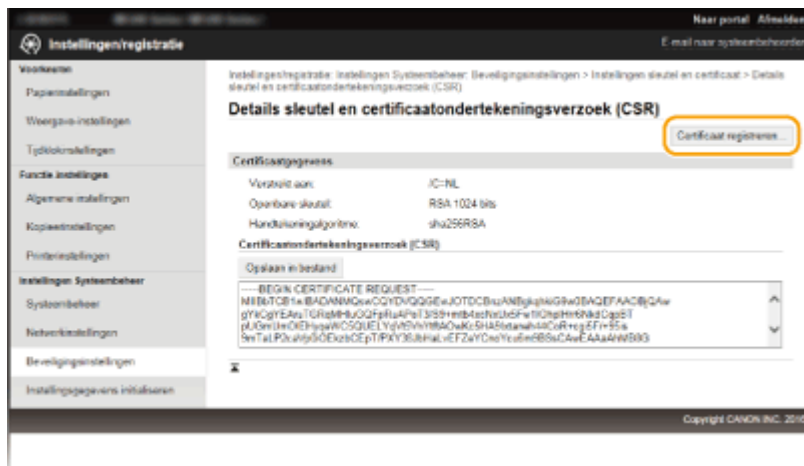 Naar portal Afmelden
Instellingen/registratie
E-mail naar systeembeheerder
Voorkeuren
Papierinstellingen
Weergave-instellingen
Tijdklokinstellingen
Functie instellingen
Algemene instellingen
Kopieerinstellingen
Printerinstellingen
Instellingen Systeembeheer
Systeembeheer
Netwerkinstellingen
Beveiligingsinstellingen
Instellingsgegevens initialiseren
Instellingen/registratie: Instellingen Systeembeheer: Beveiligingsinstellingen > Instellingen sleutel en certificaat > Details
sleutel en certificaatondertekeningsverzoek (CSR)
Details sleutel en certificaatondertekeningsverzoek (CSR)
Certificaat registreren...
Certificaatgegevens
Verstrekt aan: /C=NL
Openbare sleutel: RSA 1024 bits
Handtekeningalgoritme: sha256RSA
Certificaatondertekeningsverzoek (CSR)
Opslaan in bestand
-----BEGIN CERTIFICATE REQUEST-----
Copyright CANON INC. 2016